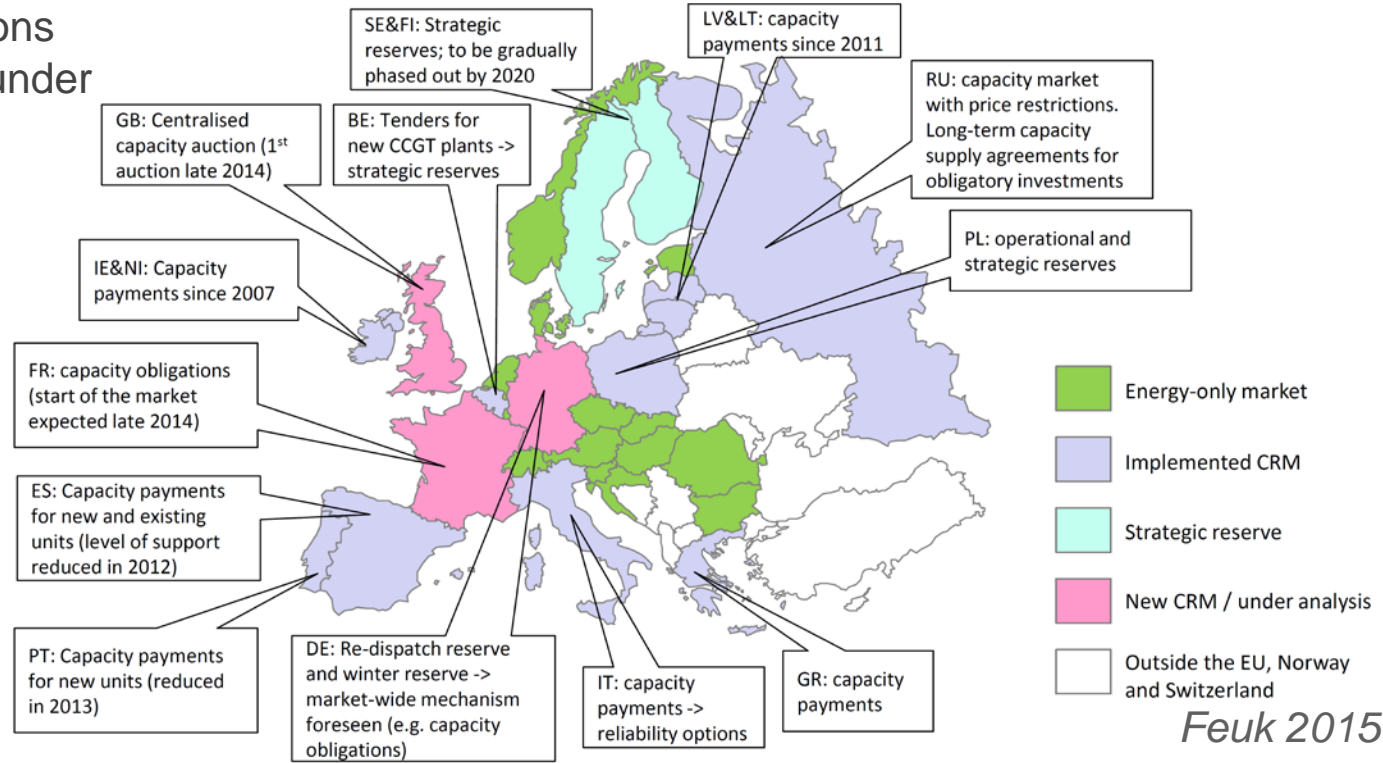 ons
under
SE&FI: Strategic
reserves; to be gradually
phased out by 2020
LV&LT: capacity
payments since 2011
GB: Centralised
capacity auction (1st
auction late 2014)
BE: Tenders for
new CCGT plants ->
strategic reserves
RU: capacity market
with price restrictions.
Long-term capacity
supply agreements for
obligatory investments
IE&NI: Capacity
payments since 2007
PL: operational and
strategic reserves
FR: capacity obligations
(start of the market
expected late 2014)
ES: Capacity payments
for new and existing
units (level of support
reduced in 2012)
PT: Capacity payments
for new units (reduced
in 2013)
DE: Re-dispatch reserve
and winter reserve ->
market-wide mechanism
foreseen (e.g. capacity
obligations)
IT: capacity
payments ->
reliability options
GR: capacity
payments
Energy-only market
Implemented CRM
Strategic reserve
New CRM / under analysis
Outside the EU, Norway
and Switzerland
Feuk 2015